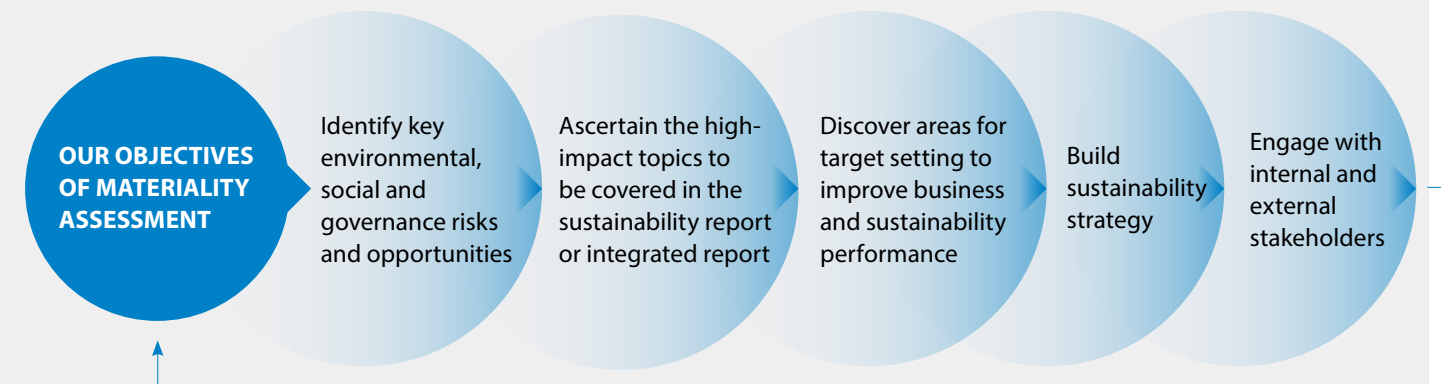 OUR OBJECTIVES
OF MATERIALITY
ASSESSMENT
Identify key
environmental,
social and
governance risks
and opportunities
Ascertain the high-
impact topics to
be covered in the
sustainability report
or integrated report
Discover areas for
target setting to
improve business
and sustainability
performance
Build
sustainability
strategy
Engage with
internal and
external
stakeholders